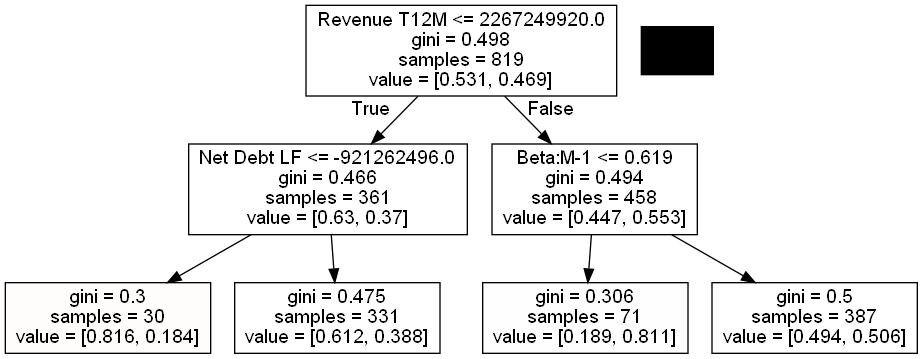 Revenue T12M <= 2267249920.0
gini = 0.498
samples = 819
value = [0.531, 0.469]
True
False
Net Debt LF <= -921262496.0
gini = 0.466
samples = 361
value = [0.63, 0.37]
Beta:M-1 <= 0.619
gini = 0.494
samples = 458
value = [0.447, 0.553]
gini = 0.3
samples = 30
value = [0.816, 0.184]
gini = 0.475
samples = 331
value = [0.612, 0.388]
gini = 0.306
samples = 71
value = [0.189, 0.811]
gini = 0.5
samples = 387
value = [0.494, 0.506]